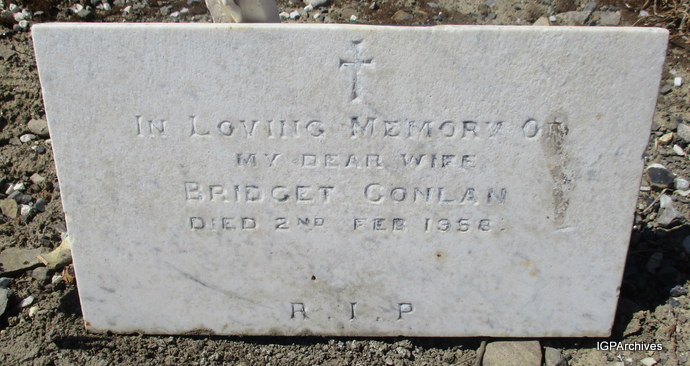 IN LOVING MEMORY OF
MY DEAR WIFE
BRIDGET CONLAN
DIED 2ND FEB 1958.
R.I.P
IGPArchives